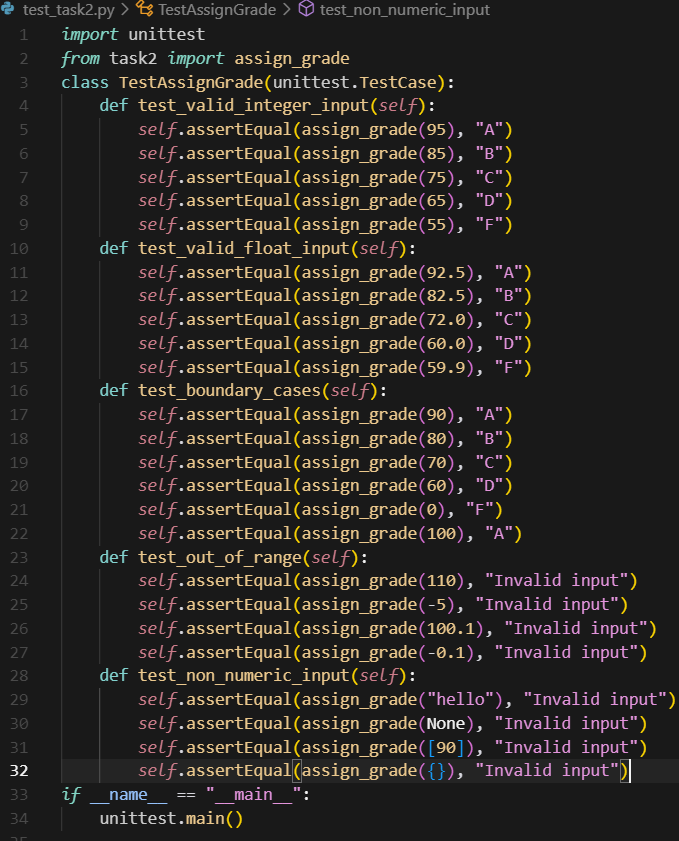 test_task2.py > TestAssignGrade > test_non_numeric_input
1 import unittest
2 from task2 import assign_grade
3 class TestAssignGrade(unittest.TestCase):
4     def test_valid_integer_input(self):
5         self.assertEqual(assign_grade(95), "A")
6         self.assertEqual(assign_grade(85), "B")
7         self.assertEqual(assign_grade(75), "C")
8         self.assertEqual(assign_grade(65), "D")
9         self.assertEqual(assign_grade(55), "F")
10     def test_valid_float_input(self):
11         self.assertEqual(assign_grade(92.5), "A")
12         self.assertEqual(assign_grade(82.5), "B")
13         self.assertEqual(assign_grade(72.0), "C")
14         self.assertEqual(assign_grade(60.0), "D")
15         self.assertEqual(assign_grade(59.9), "F")
16     def test_boundary_cases(self):
17         self.assertEqual(assign_grade(90), "A")
18         self.assertEqual(assign_grade(80), "B")
19         self.assertEqual(assign_grade(70), "C")
20         self.assertEqual(assign_grade(60), "D")
21         self.assertEqual(assign_grade(0), "F")
22         self.assertEqual(assign_grade(100), "A")
23     def test_out_of_range(self):
24         self.assertEqual(assign_grade(110), "Invalid input")
25         self.assertEqual(assign_grade(-5), "Invalid input")
26         self.assertEqual(assign_grade(100.1), "Invalid input")
27         self.assertEqual(assign_grade(-0.1), "Invalid input")
28     def test_non_numeric_input(self):
29         self.assertEqual(assign_grade("hello"), "Invalid input")
30         self.assertEqual(assign_grade(None), "Invalid input")
31         self.assertEqual(assign_grade([90]), "Invalid input")
32         self.assertEqual(assign_grade({}), "Invalid input")
33 if __name__ == "__main__":
34     unittest.main()
35